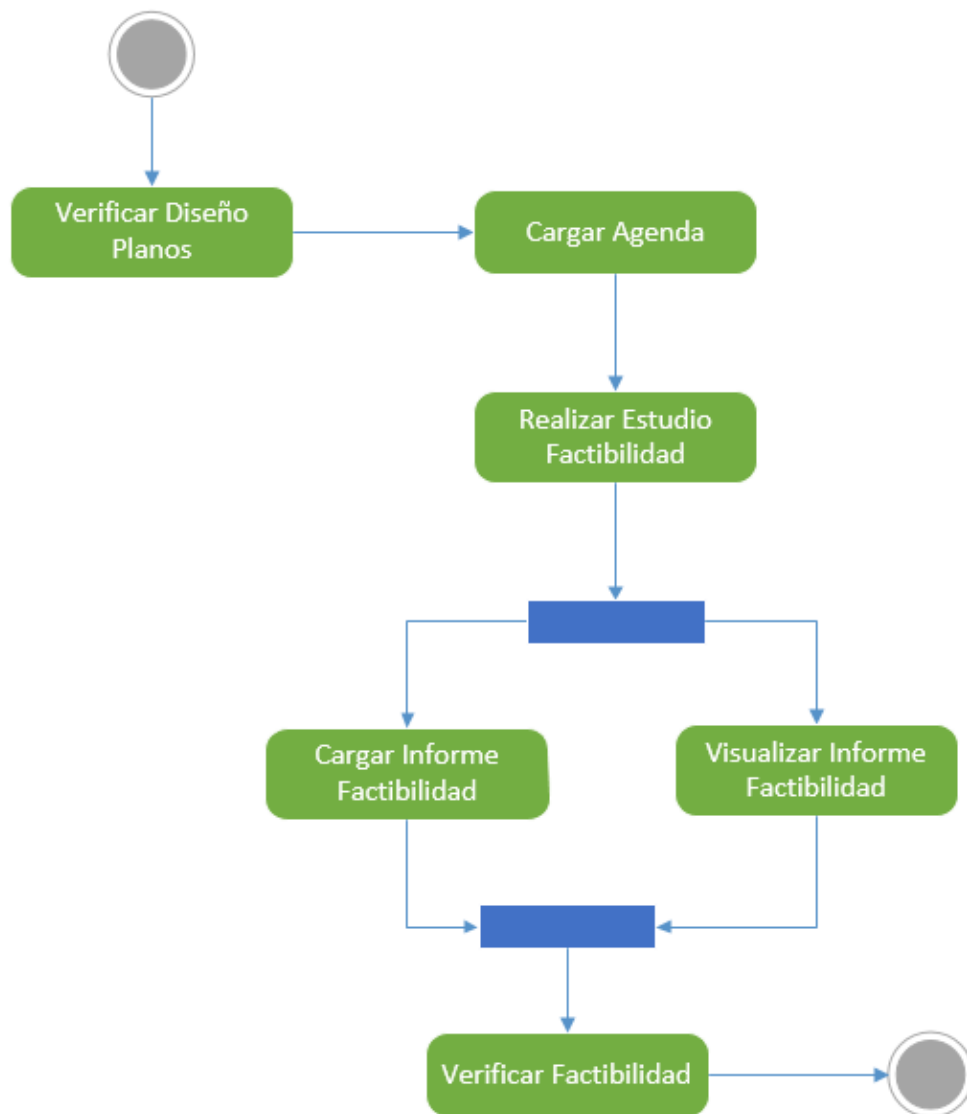 Verificar Diseño
Planos
Cargar Agenda
Realizar Estudio
Factibilidad
Cargar Informe
Factibilidad
Visualizar Informe
Factibilidad
Verificar Factibilidad